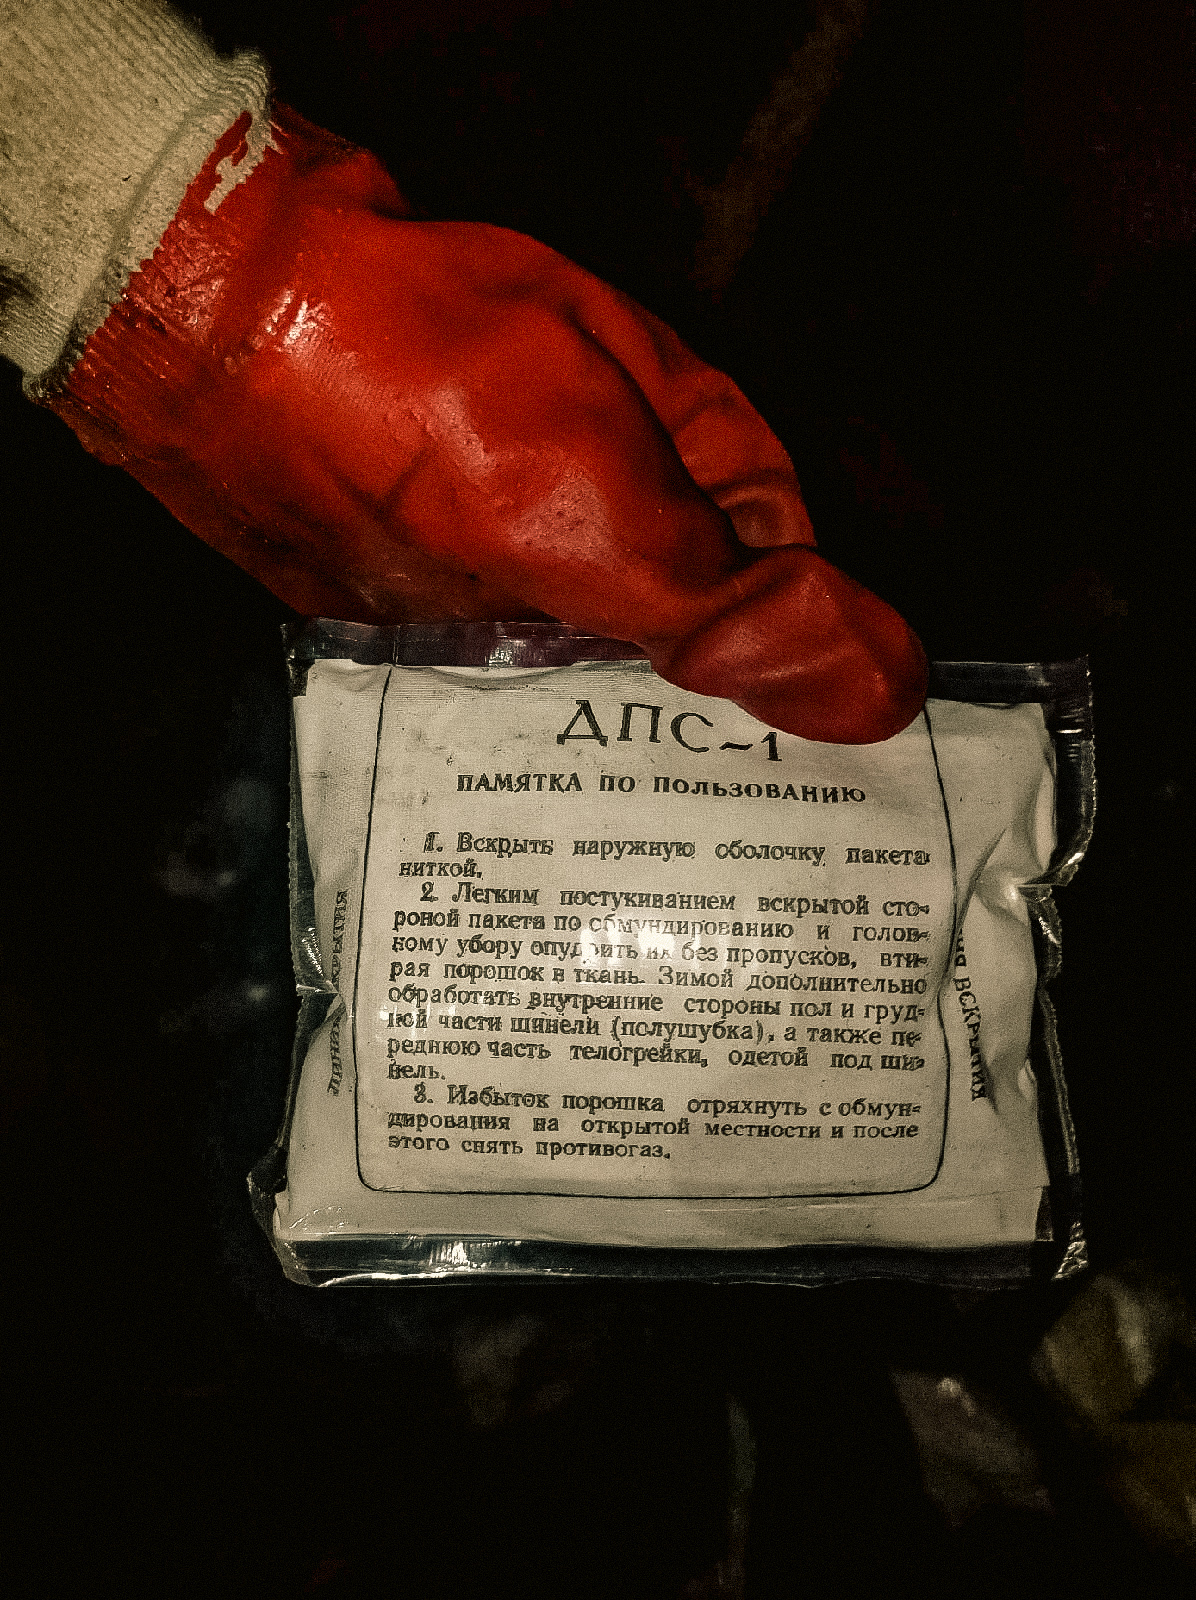 ДПС-1
ПАМЯТКА ПО ПОЛЬЗОВАНИЮ
1. Вскрыть наружную оболочку пакета
ниткой.
2. Легким постукиванием вскрытой сто-
роной пакета по обмундированию и голов-
ному убору опудрить их без пропусков, вти-
рая порошок в ткань. Зимой дополнительно
обработать внутренние стороны пол и груд-
ной части шинели (полушубка), а также пе-
реднюю часть телогрейки, одетой под ши-
нель.
3. Избыток порошка отряхнуть с обмун-
дирования на открытой местности и после
этого снять противогаз.
Линия вскрытия
ВСКРЫТИЯ